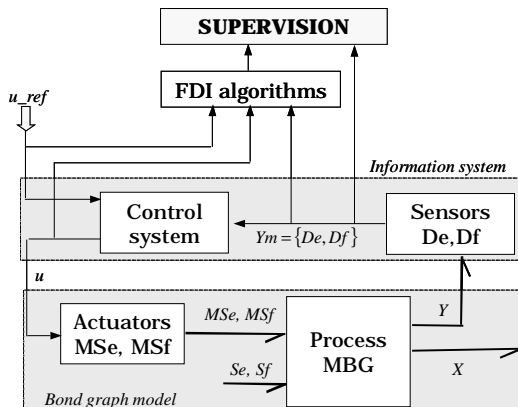 SUPERVISION
u_ref
FDI algorithms
Information system
Control
system
Ym = {De, Df}
Sensors
De,Df
u
Actuators
MSe, MSf
MSe, MSf
Se, Sf
Process
MBG
Y
X
Bond graph model